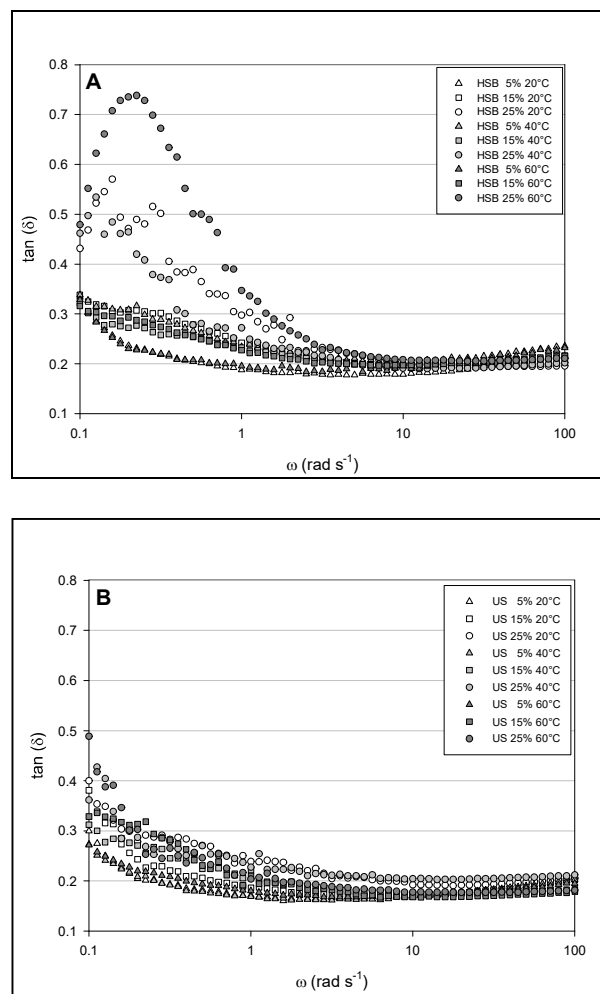 A
0.8
0.7
0.6
0.5
0.4
0.3
0.2
0.1
tan (δ)
0.1
1
10
100
ω (rad s⁻¹)
HSB 5% 20°C
HSB 15% 20°C
HSB 25% 20°C
HSB 5% 40°C
HSB 15% 40°C
HSB 25% 40°C
HSB 5% 60°C
HSB 15% 60°C
HSB 25% 60°C
B
0.8
0.7
0.6
0.5
0.4
0.3
0.2
0.1
tan (δ)
0.1
1
10
100
ω (rad s⁻¹)
US 5% 20°C
US 15% 20°C
US 25% 20°C
US 5% 40°C
US 15% 40°C
US 25% 40°C
US 5% 60°C
US 15% 60°C
US 25% 60°C